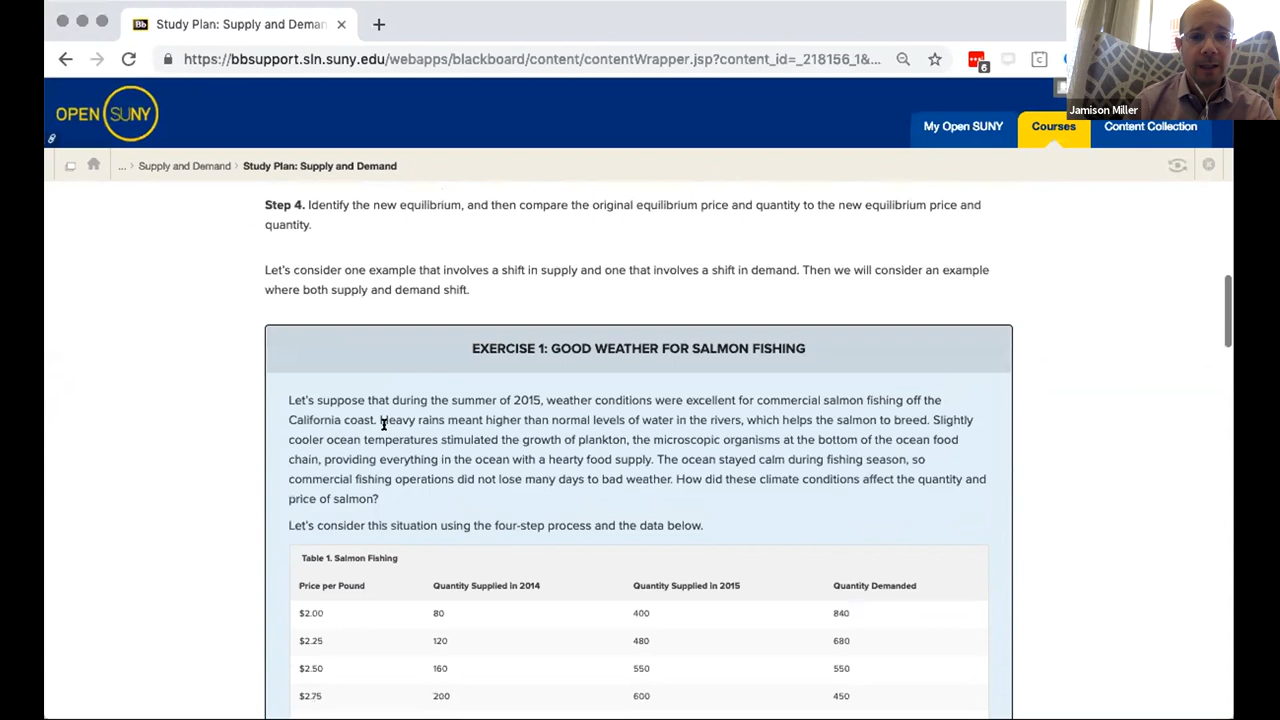 Bb Study Plan: Supply and Deman
https://bbsupport.sln.suny.edu/webapps/blackboard/content/contentWrapper.jsp?content_id=_218156_1&...
6
C
Jamison Miller
OPEN SUNY
My Open SUNY
Courses
Content Collection
... > Supply and Demand > Study Plan: Supply and Demand
Step 4. Identify the new equilibrium, and then compare the original equilibrium price and quantity to the new equilibrium price and
quantity.
Let's consider one example that involves a shift in supply and one that involves a shift in demand. Then we will consider an example
where both supply and demand shift.
EXERCISE 1: GOOD WEATHER FOR SALMON FISHING
Let's suppose that during the summer of 2015, weather conditions were excellent for commercial salmon fishing off the
California coast. Heavy rains meant higher than normal levels of water in the rivers, which helps the salmon to breed. Slightly
cooler ocean temperatures stimulated the growth of plankton, the microscopic organisms at the bottom of the ocean food
chain, providing everything in the ocean with a hearty food supply. The ocean stayed calm during fishing season, so
commercial fishing operations did not lose many days to bad weather. How did these climate conditions affect the quantity and
price of salmon?
Let's consider this situation using the four-step process and the data below.
Table 1. Salmon Fishing
Price per Pound Quantity Supplied in 2014 Quantity Supplied in 2015 Quantity Demanded
$2.00 80 400 840
$2.25 120 480 680
$2.50 160 550 550
$2.75 200 600 450